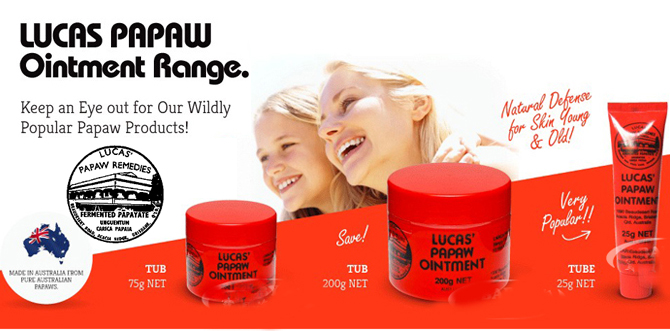 LUCAS PAPAW
Ointment Range.
Keep an Eye out for Our Wildly
Popular Papaw Products!
LUCAS'
PAPAW REMEDIES
FERMENTED PAPAYATE
UNGUENTUM
CARICA PAPAIA
MADE IN AUSTRALIA FROM
PURE AUSTRALIAN
PAPAWS.
TUB
75g NET
LUCAS'
PAPAW
OINTMENT
Save!
TUB
200g NET
LUCAS'
PAPAW
OINTMENT
200g NET
Natural Defense
for Skin Young
& Old!
Very
Popular!!
TUBE
25g NET
LUCAS'
PAPAW
OINTMENT
25g NET